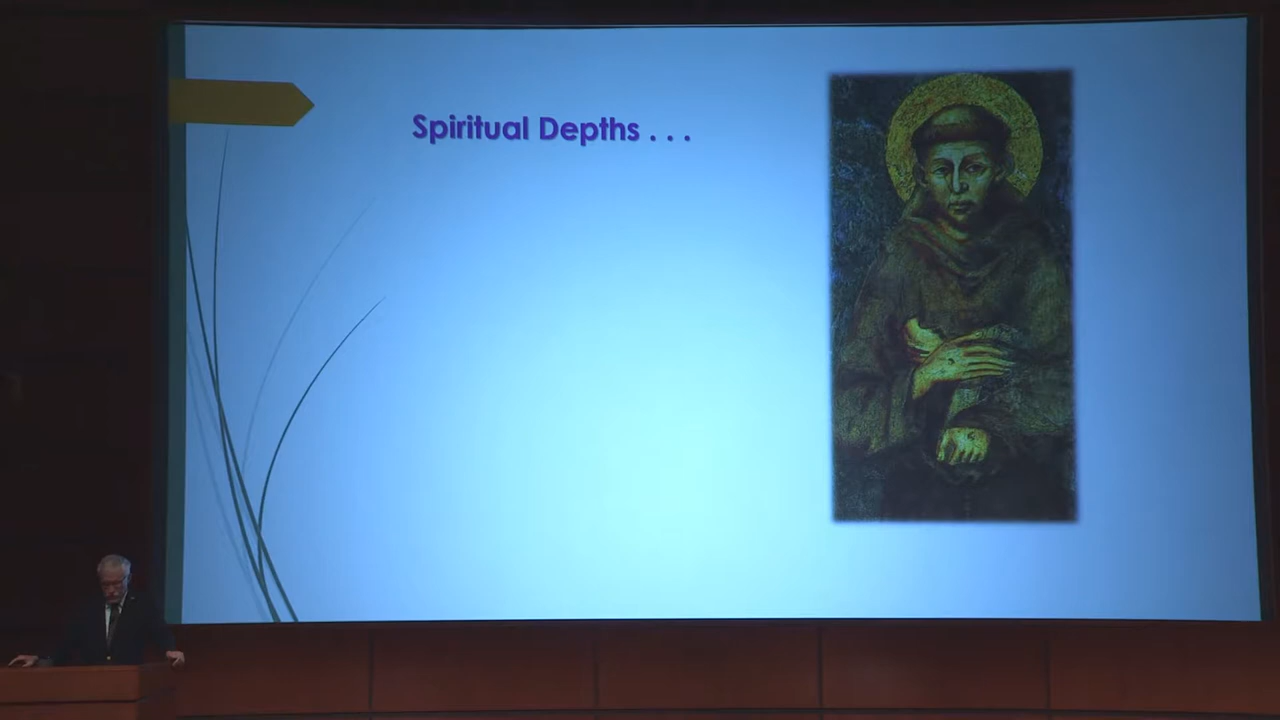 Spiritual Depths . . .